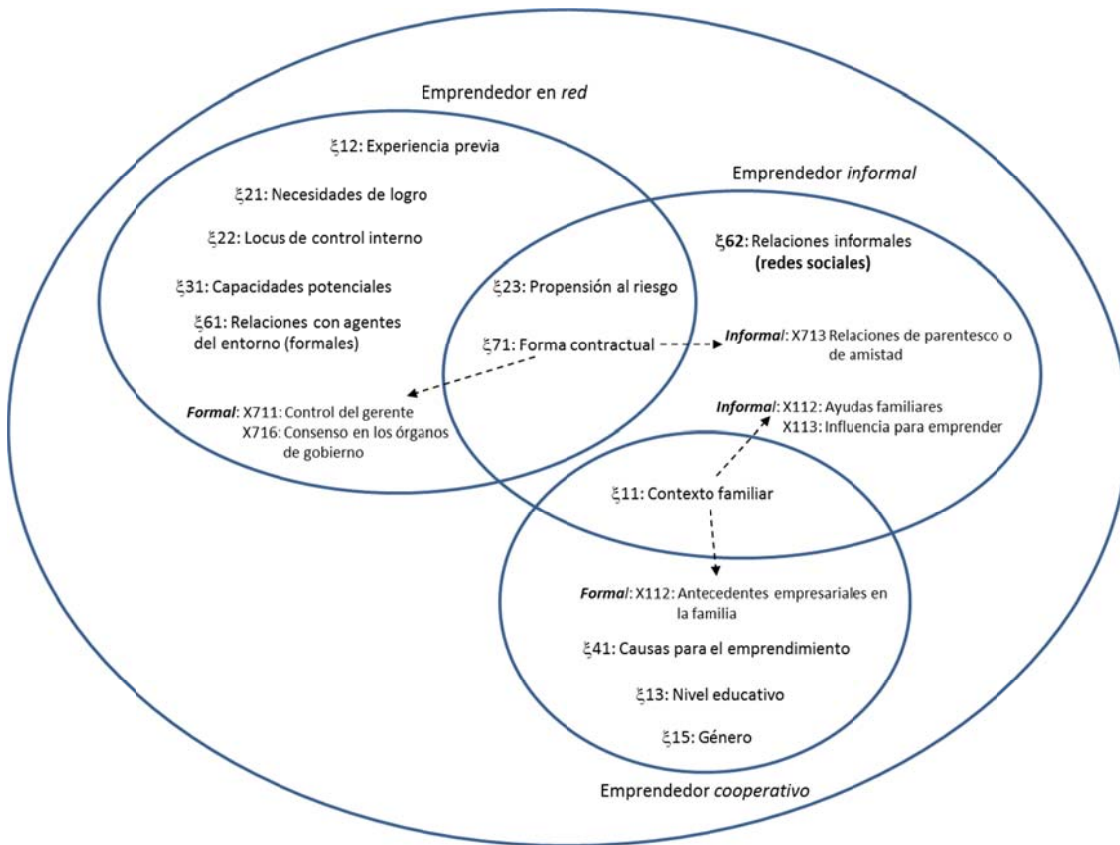 Emprendedor en red
ξ12: Experiencia previa
ξ21: Necesidades de logro
ξ22: Locus de control interno
ξ31: Capacidades potenciales
ξ61: Relaciones con agentes
del entorno (formales)
Formal: X711: Control del gerente
X716: Consenso en los órganos
de gobierno
ξ23: Propensión al riesgo
ξ71: Forma contractual
Emprendedor informal
ξ62: Relaciones informales
(redes sociales)
Informal: X713 Relaciones de parentesco o
de amistad
Informal: X112: Ayudas familiares
X113: Influencia para emprender
ξ11: Contexto familiar
Formal: X112: Antecedentes empresariales en
la familia
ξ41: Causas para el emprendimiento
ξ13: Nivel educativo
ξ15: Género
Emprendedor cooperativo